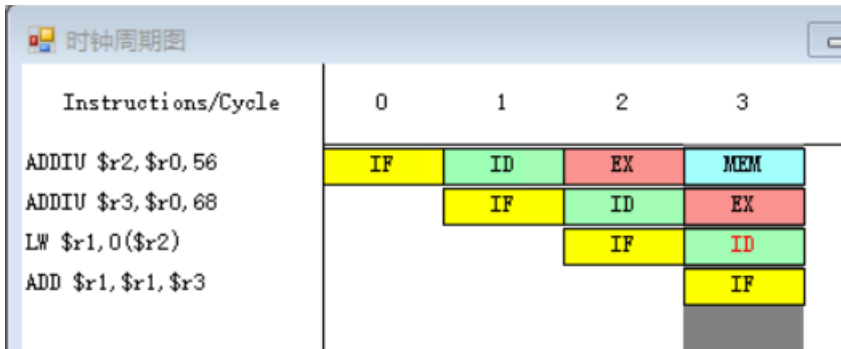 时钟周期图
Instructions/Cycle 0 1 2 3
ADDIU $r2,$r0,56 IF ID EX MEM
ADDIU $r3,$r0,68 IF ID EX
LW $r1,0($r2) IF ID
ADD $r1,$r1,$r3 IF